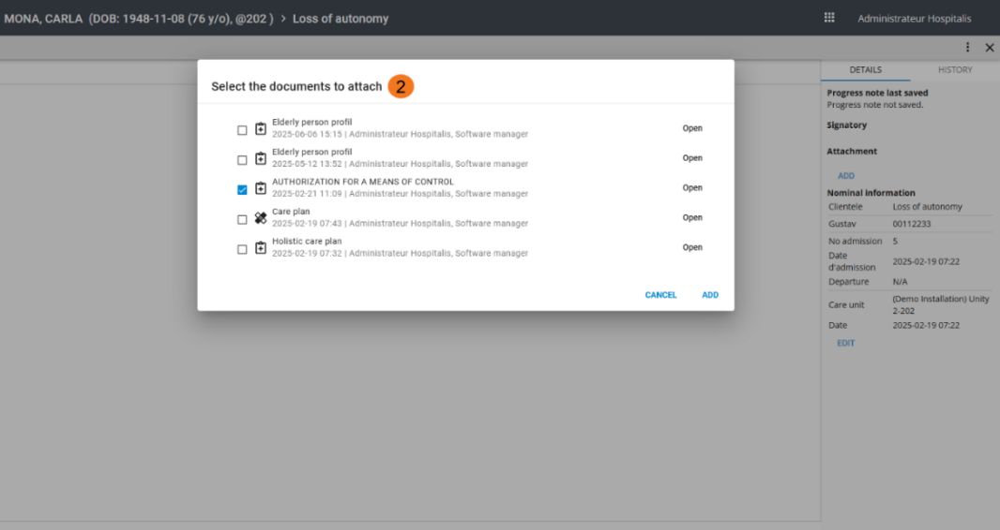 MONA, CARLA (DOB: 1948-11-08 (76 y/o), @202 ) > Loss of autonomy
Administrateur Hospitalis
Select the documents to attach 2
Elderly person profil
2025-06-06 15:15 | Administrateur Hospitalis, Software manager
Open
Elderly person profil
2025-05-12 13:52 | Administrateur Hospitalis, Software manager
Open
AUTHORIZATION FOR A MEANS OF CONTROL
2025-02-21 11:09 | Administrateur Hospitalis, Software manager
Open
Care plan
2025-02-19 07:43 | Administrateur Hospitalis, Software manager
Open
Holistic care plan
2025-02-19 07:32 | Administrateur Hospitalis, Software manager
Open
CANCEL ADD
DETAILS HISTORY
Progress note last saved
Progress note not saved.
Signatory
Attachment
ADD
Nominal information
Clientele Loss of autonomy
Gustav 00112233
No admission 5
Date
d'admission 2025-02-19 07:22
Departure N/A
Care unit (Demo Installation) Unity
2-202
Date 2025-02-19 07:22
EDIT